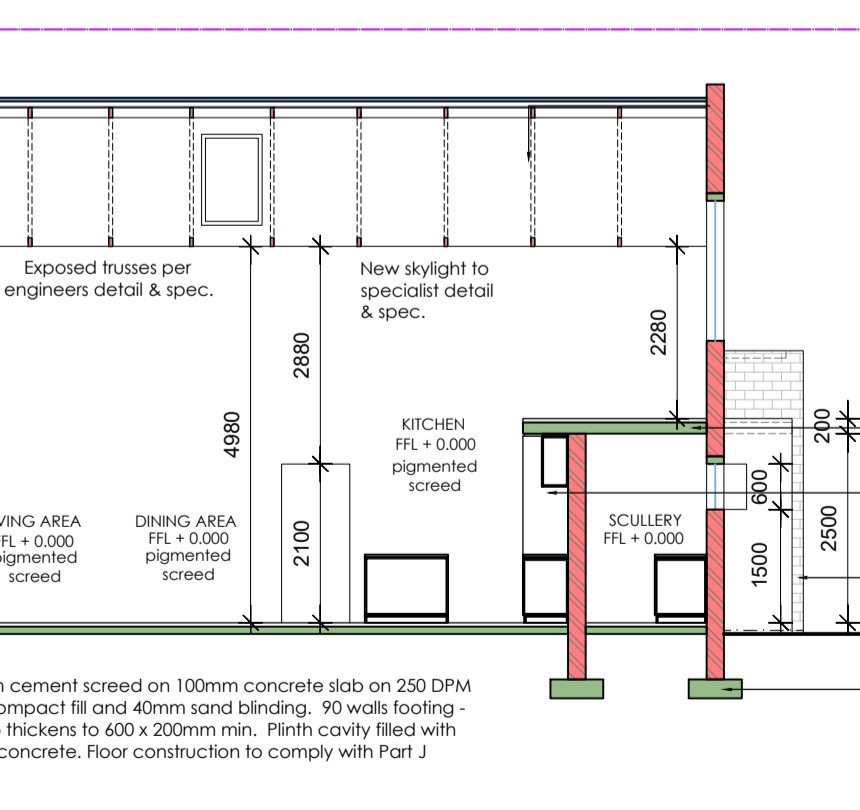 Exposed trusses per
engineers detail & spec.
New skylight to
specialist detail
& spec.
2880
2280
4980
KITCHEN
FFL + 0.000
pigmented
screed
200
600
2500
VING AREA
FFL + 0.000
pigmented
screed
DINING AREA
FFL + 0.000
pigmented
screed
2100
SCULLERY
FFL + 0.000
1500
cement screed on 100mm concrete slab on 250 DPM
ompact fill and 40mm sand blinding. 90 walls footing -
thickens to 600 x 200mm min. Plinth cavity filled with
concrete. Floor construction to comply with Part J